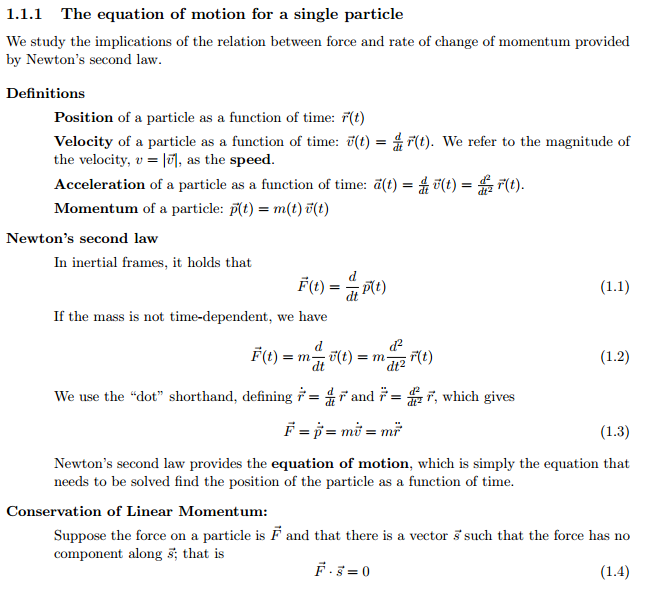 1.1.1 The equation of motion for a single particle
We study the implications of the relation between force and rate of change of momentum provided
by Newton's second law.
Definitions
Position of a particle as a function of time: $\vec{r}(t)$
Velocity of a particle as a function of time: $\vec{v}(t) = \frac{d}{dt}\,\vec{r}(t)$. We refer to the magnitude of
the velocity, $v = |\vec{v}|$, as the speed.
Acceleration of a particle as a function of time: $\vec{a}(t) = \frac{d}{dt}\,\vec{v}(t) = \frac{d^2}{dt^2}\,\vec{r}(t)$.
Momentum of a particle: $\vec{p}(t) = m(t)\,\vec{v}(t)$
Newton's second law
In inertial frames, it holds that
$\vec{F}(t) = \frac{d}{dt}\,\vec{p}(t)$ (1.1)
If the mass is not time-dependent, we have
$\vec{F}(t) = m\frac{d}{dt}\,\vec{v}(t) = m\frac{d^2}{dt^2}\,\vec{r}(t)$ (1.2)
We use the "dot" shorthand, defining $\dot{\vec{r}} = \frac{d}{dt}\,\vec{r}$ and $\ddot{\vec{r}} = \frac{d^2}{dt^2}\,\vec{r}$, which gives
$\vec{F} = \dot{\vec{p}} = m\dot{\vec{v}} = m\ddot{\vec{r}}$ (1.3)
Newton's second law provides the equation of motion, which is simply the equation that
needs to be solved find the position of the particle as a function of time.
Conservation of Linear Momentum:
Suppose the force on a particle is $\vec{F}$ and that there is a vector $\vec{s}$ such that the force has no
component along $\vec{s}$; that is
$\vec{F} \cdot \vec{s} = 0$ (1.4)